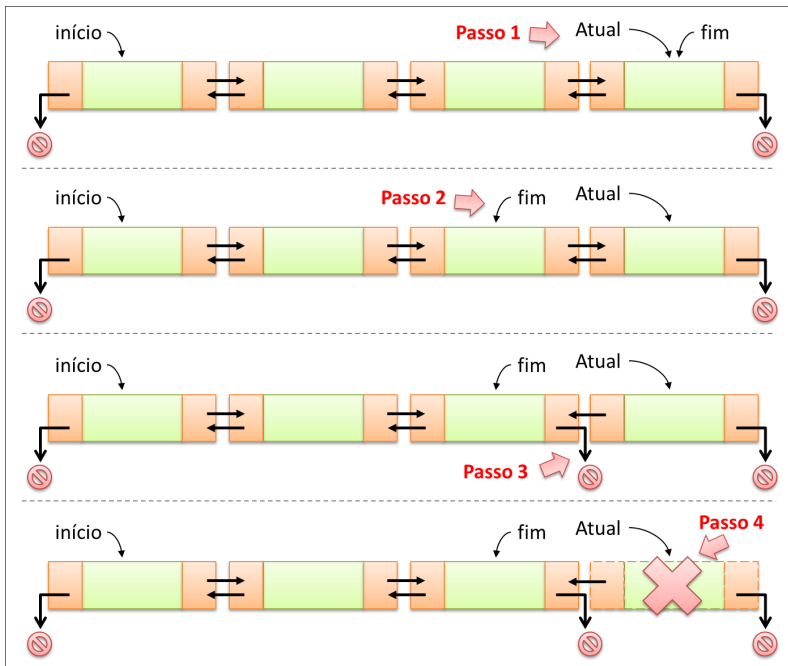 início
Passo 1
Atual
fim
início
Passo 2
fim
Atual
início
fim
Atual
Passo 3
início
fim
Atual
Passo 4